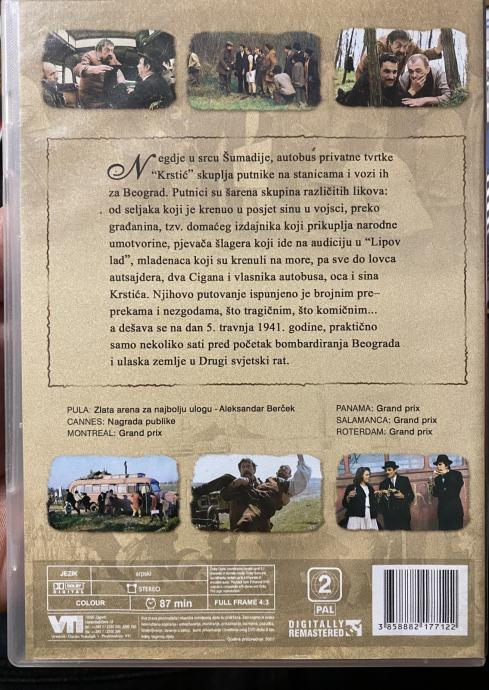 Negdje u srcu Šumadije, autobus privatne tvrtke
“Krstić” skuplja putnike na stanicama i vozi ih
za Beograd. Putnici su šarena skupina različitih likova:
od seljaka koji je krenuo u posjet sinu u vojsci, preko
građanina, tzv. domaćeg izdajnika koji prikuplja narodne
umotvorine, pjevača šlagera koji ide na audiciju u “Lipov
lad”, mladenaca koji su krenuli na more, pa sve do lovca
autsajdera, dva Cigana i vlasnika autobusa, oca i sina
Krstića. Njihovo putovanje ispunjeno je brojnim pre-
prekama i nezgodama, što tragičnim, što komičnim...
a dešava se na dan 5. travnja 1941. godine, praktično
samo nekoliko sati pred početak bombardiranja Beograda
i ulaska zemlje u Drugi svjetski rat.
PULA: Zlata arena za najbolju ulogu - Aleksandar Berček
CANNES: Nagrada publike
MONTREAL: Grand prix
PANAMA: Grand prix
SALAMANCA: Grand prix
ROTERDAM: Grand prix
JEZIK srpski
DOLBY DIGITAL STEREO
COLOUR 87 min FULL FRAME 4:3
2
PAL
VTI
DIGITALLY
REMASTERED
3 858882 177122